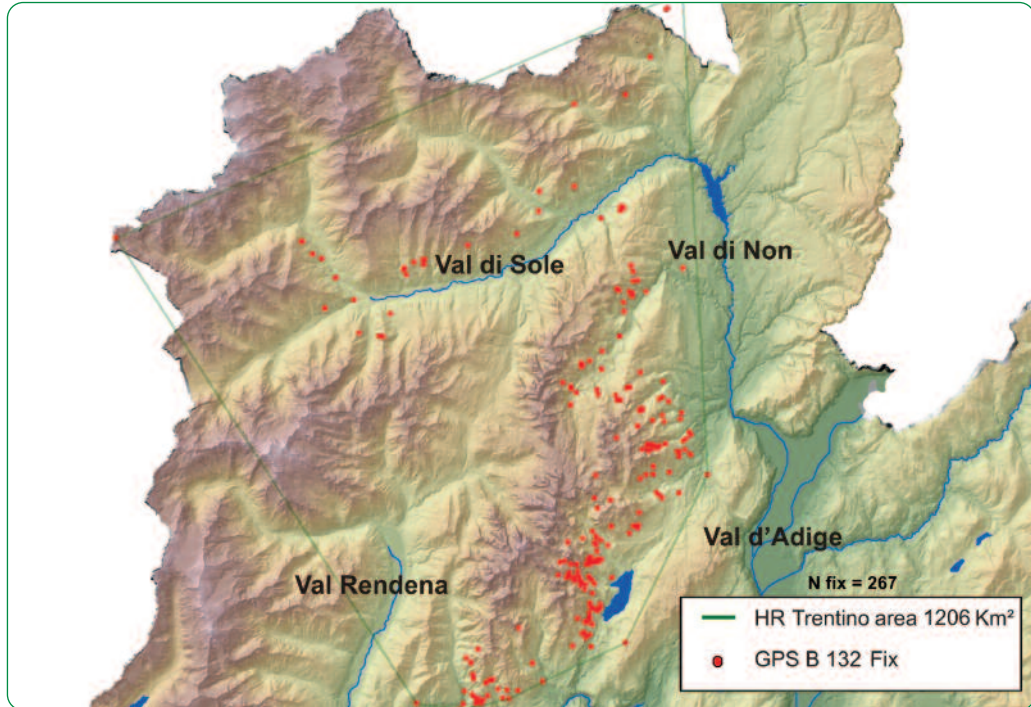 Val di Sole
Val di Non
Val d'Adige
Val Rendena
N fix = 267
HR Trentino area 1206 Km²
GPS B 132 Fix